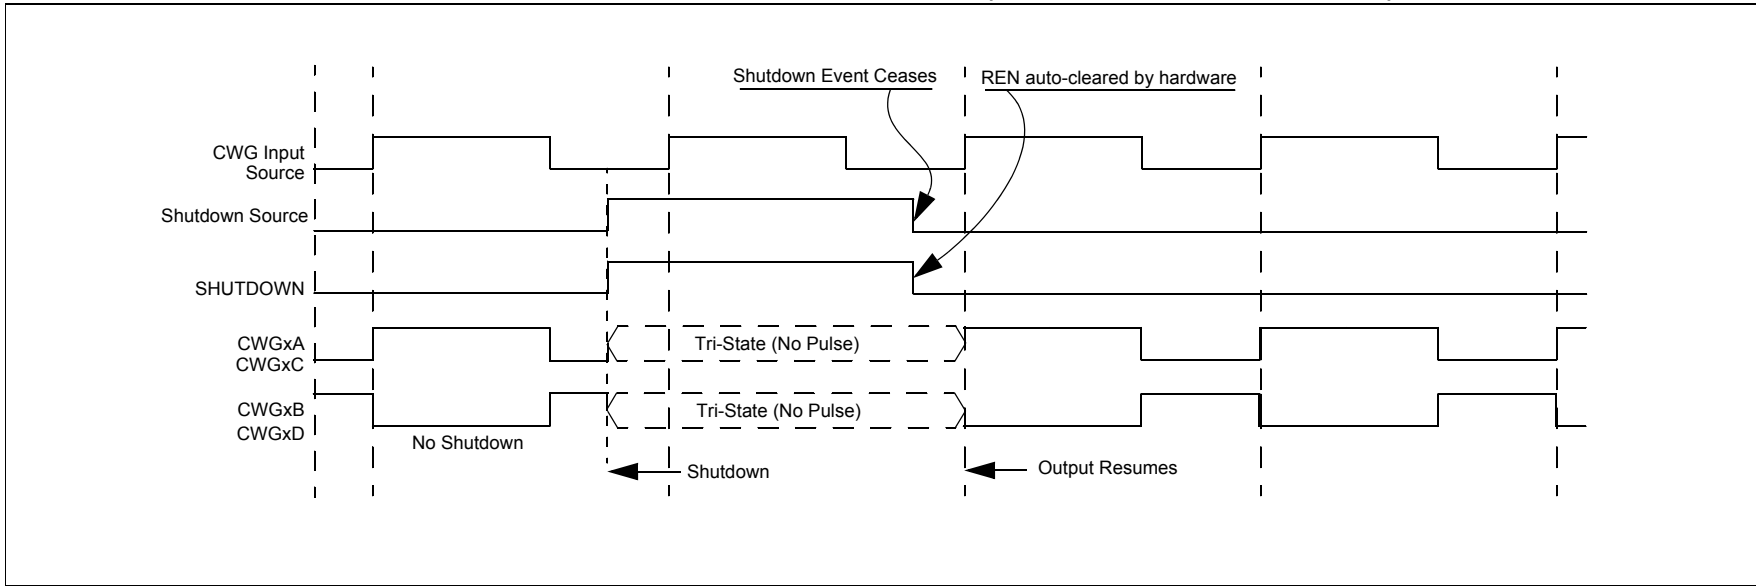 Shutdown Event Ceases
REN auto-cleared by hardware
CWG Input
Source
Shutdown Source
SHUTDOWN
CWGxA
CWGxC
Tri-State (No Pulse)
CWGxB
CWGxD
Tri-State (No Pulse)
No Shutdown
Shutdown
Output Resumes